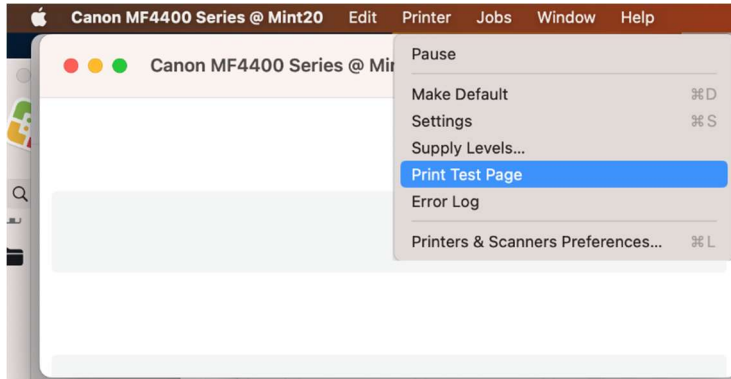 Canon MF4400 Series @ Mint20 Edit Printer Jobs Window Help
Canon MF4400 Series @ Mi
Pause
Make Default ⌘D
Settings ⌘S
Supply Levels...
Print Test Page
Error Log
Printers & Scanners Preferences... ⌘L